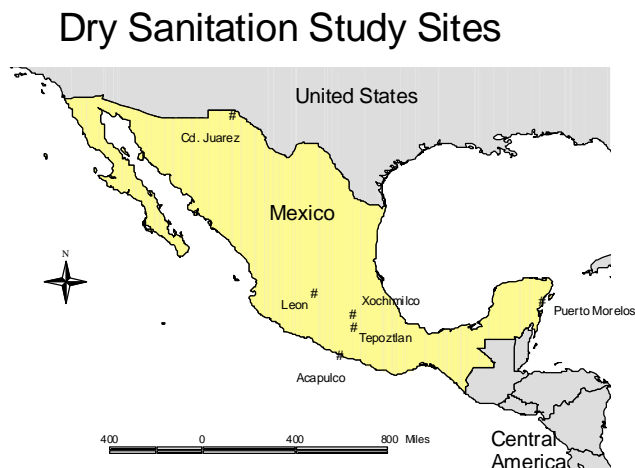 Dry Sanitation Study Sites
United States
#
Cd. Juarez
Mexico
N
#
Leon
Xochimilco
#
#
Tepoztlan
#
Puerto Morelos
#
Acapulco
400 0 400 800 Miles
Central
America